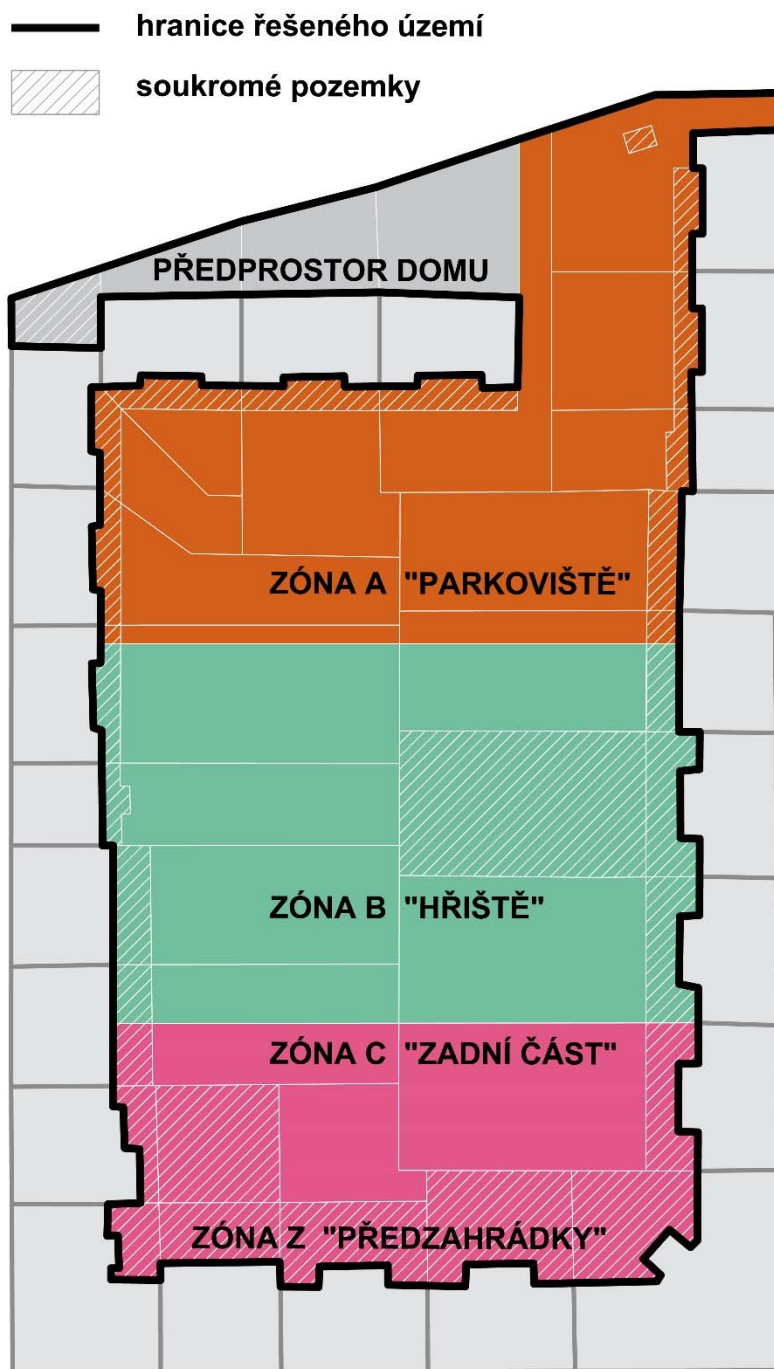 hranice řešeného území
soukromé pozemky
PŘEDPROSTOR DOMU
ZÓNA A "PARKOVIŠTĚ"
ZÓNA B "HŘIŠTĚ"
ZÓNA C "ZADNÍ ČÁST"
ZÓNA Z "PŘEDZAHRÁDKY"